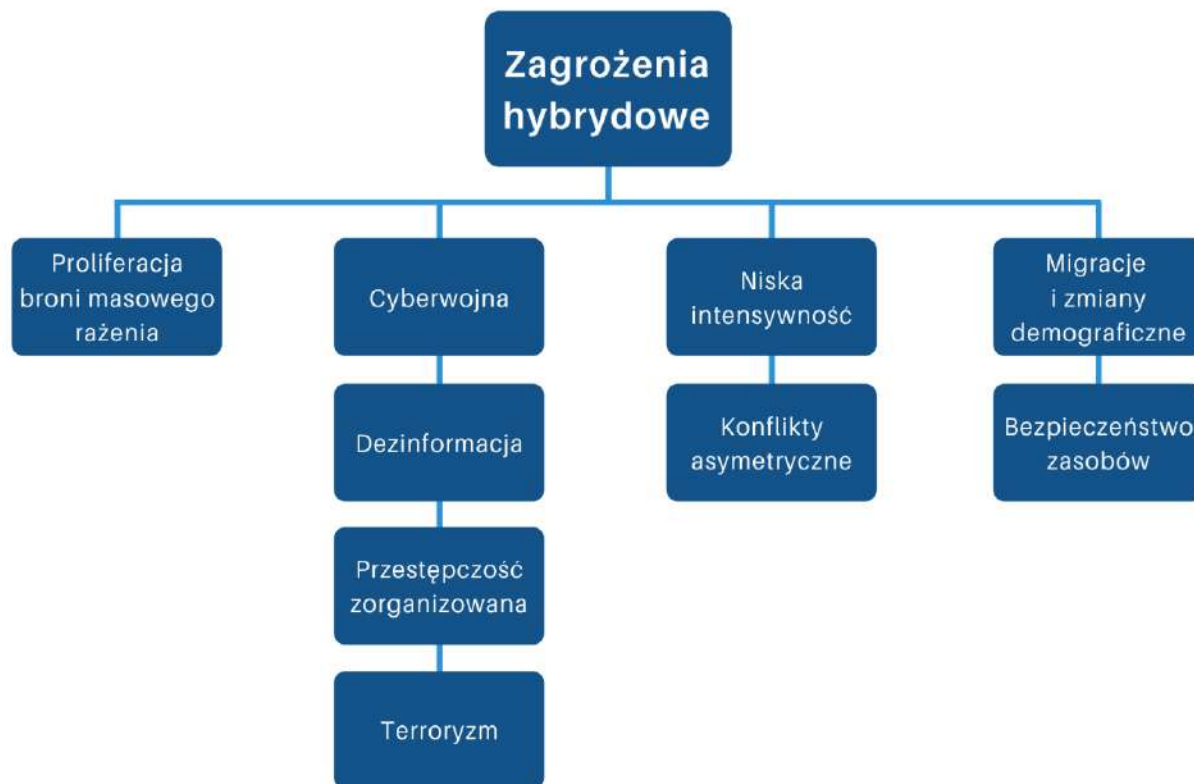 Zagrożenia
hybrydowe
Proliferacja
broni masowego
rażenia
Cyberwojna
Niska
intensywność
Migracje
i zmiany
demograficzne
Dezinformacja
Konflikty
asymetryczne
Bezpieczeństwo
zasobów
Przestępczość
zorganizowana
Terroryzm